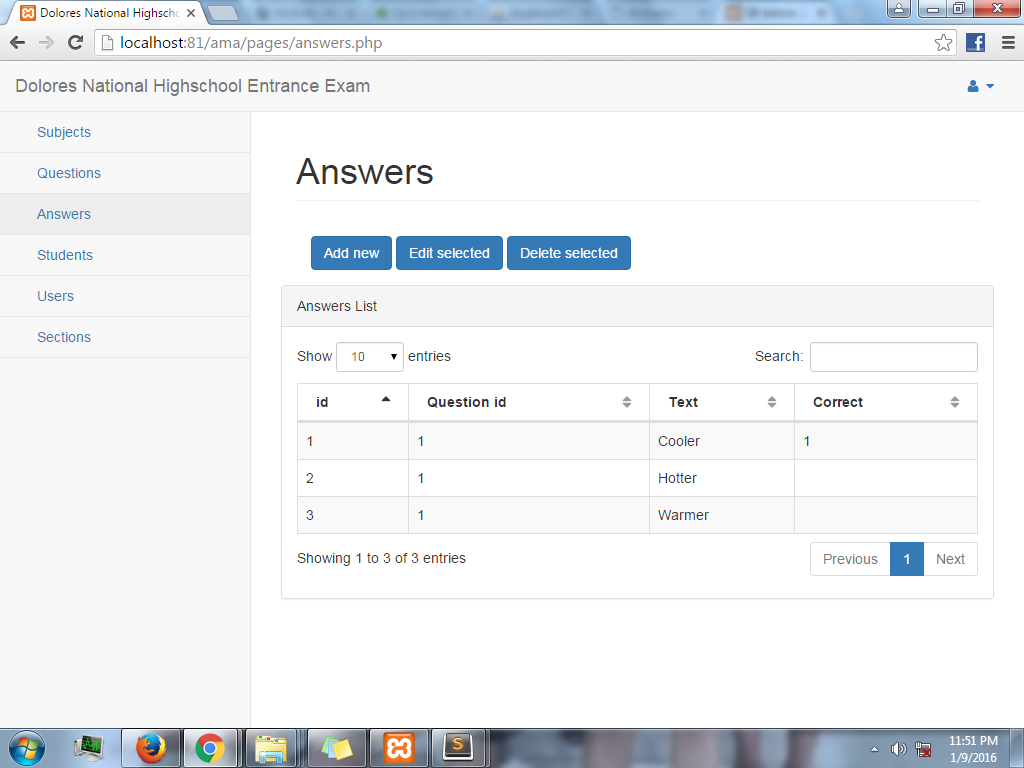 Dolores National Highschc
localhost:81/ama/pages/answers.php
Dolores National Highschool Entrance Exam
Subjects
Questions
Answers
Students
Users
Sections
Answers
Add new Edit selected Delete selected
Answers List
Show 10 entries Search:
id Question id Text Correct
1 1 Cooler 1
2 1 Hotter
3 1 Warmer
Showing 1 to 3 of 3 entries Previous 1 Next
11:51 PM
1/9/2016